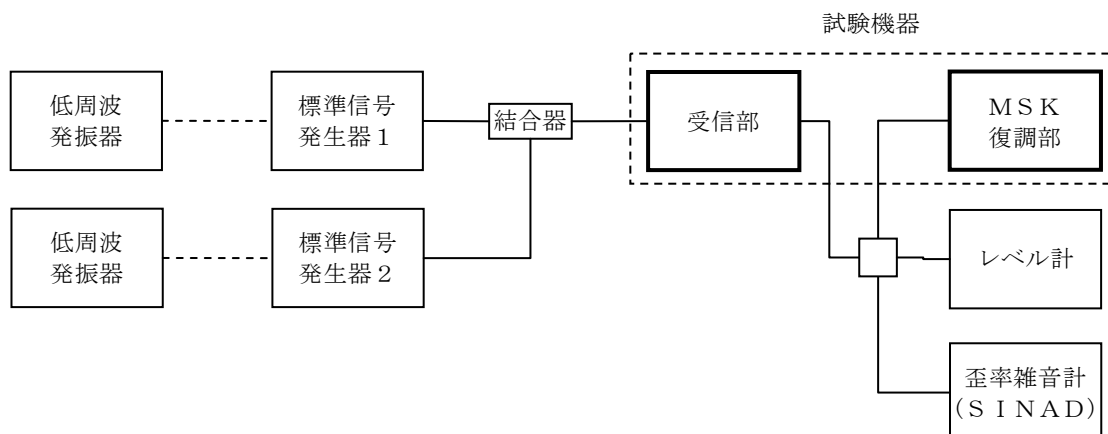 試験機器
低周波
発振器
標準信号
発生器１
結合器
受信部
ＭＳＫ
復調部
低周波
発振器
標準信号
発生器２
レベル計
歪率雑音計
(ＳＩＮＡＤ)